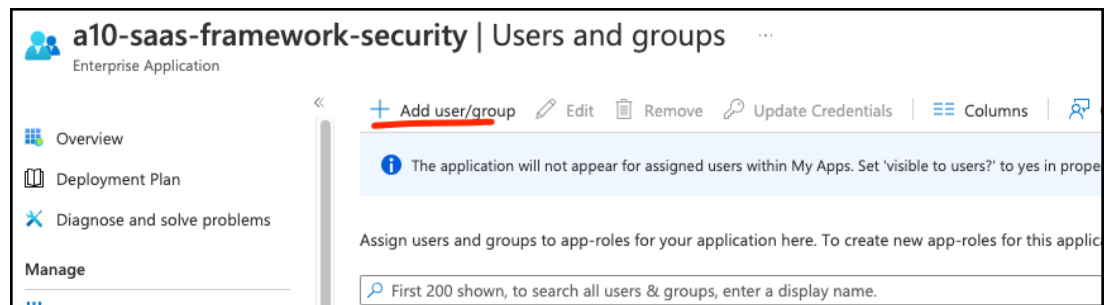 a10-saas-framework-security | Users and groups ...
Enterprise Application
Overview
Deployment Plan
Diagnose and solve problems
Manage
Add user/group Edit Remove Update Credentials Columns
The application will not appear for assigned users within My Apps. Set 'visible to users?' to yes in prope
Assign users and groups to app-roles for your application here. To create new app-roles for this applic
First 200 shown, to search all users & groups, enter a display name.